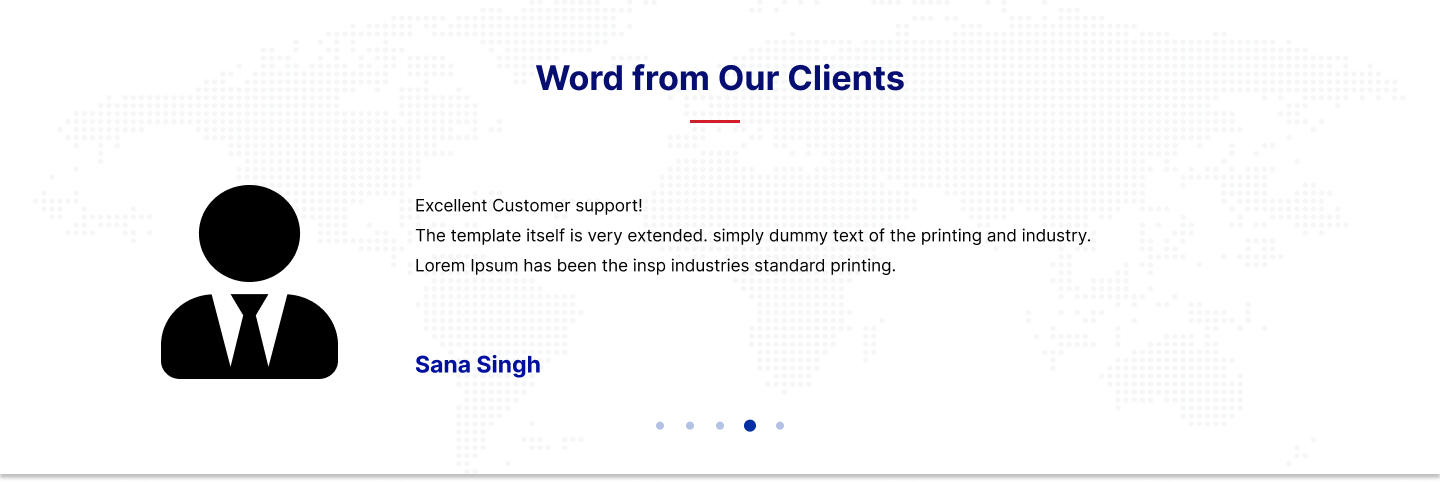 Word from Our Clients
Excellent Customer support!
The template itself is very extended. simply dummy text of the printing and industry.
Lorem Ipsum has been the insp industries standard printing.
Sana Singh